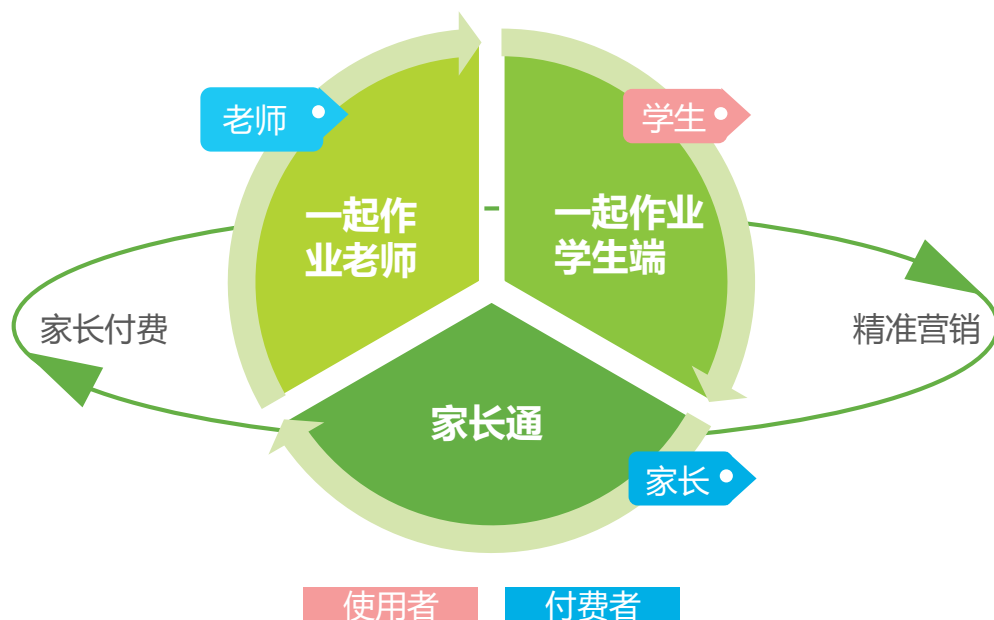 老师
学生
一起作
业老师
一起作业
学生端
家长付费
精准营销
家长通
家长
使用者
付费者